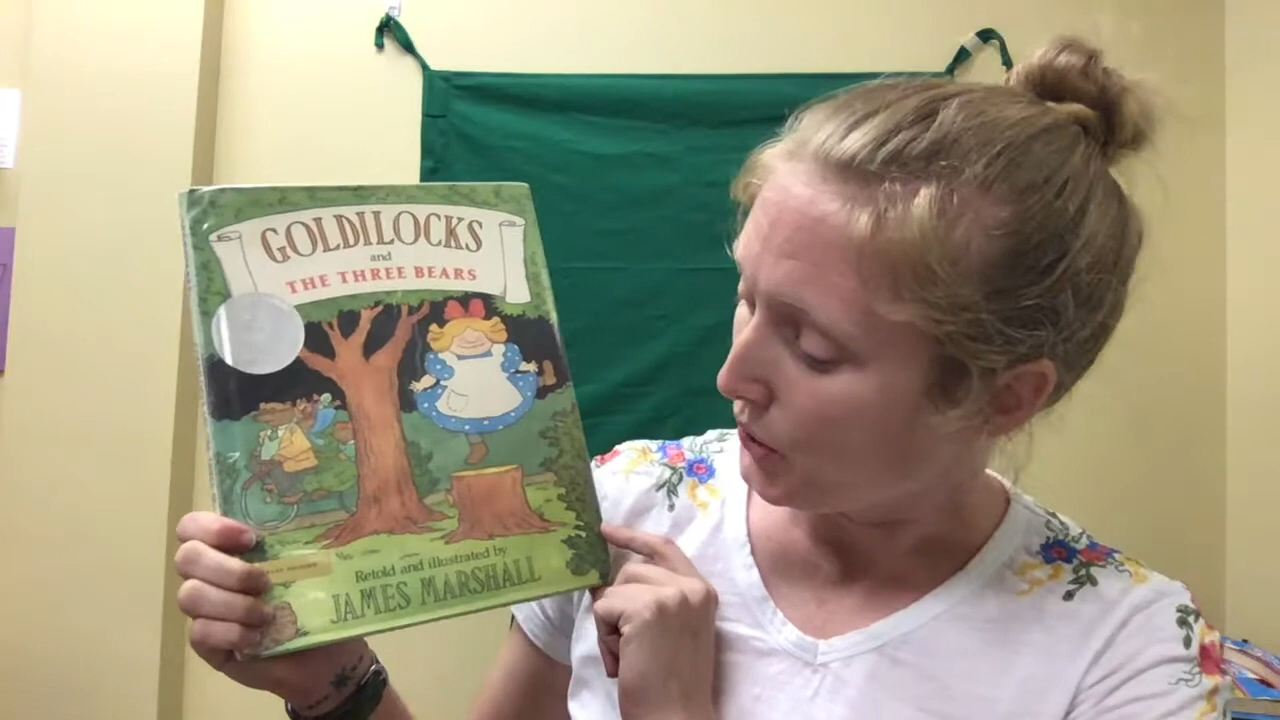 GOLDILOCKS
and
THE THREE BEARS
Retold and illustrated by
JAMES MARSHALL